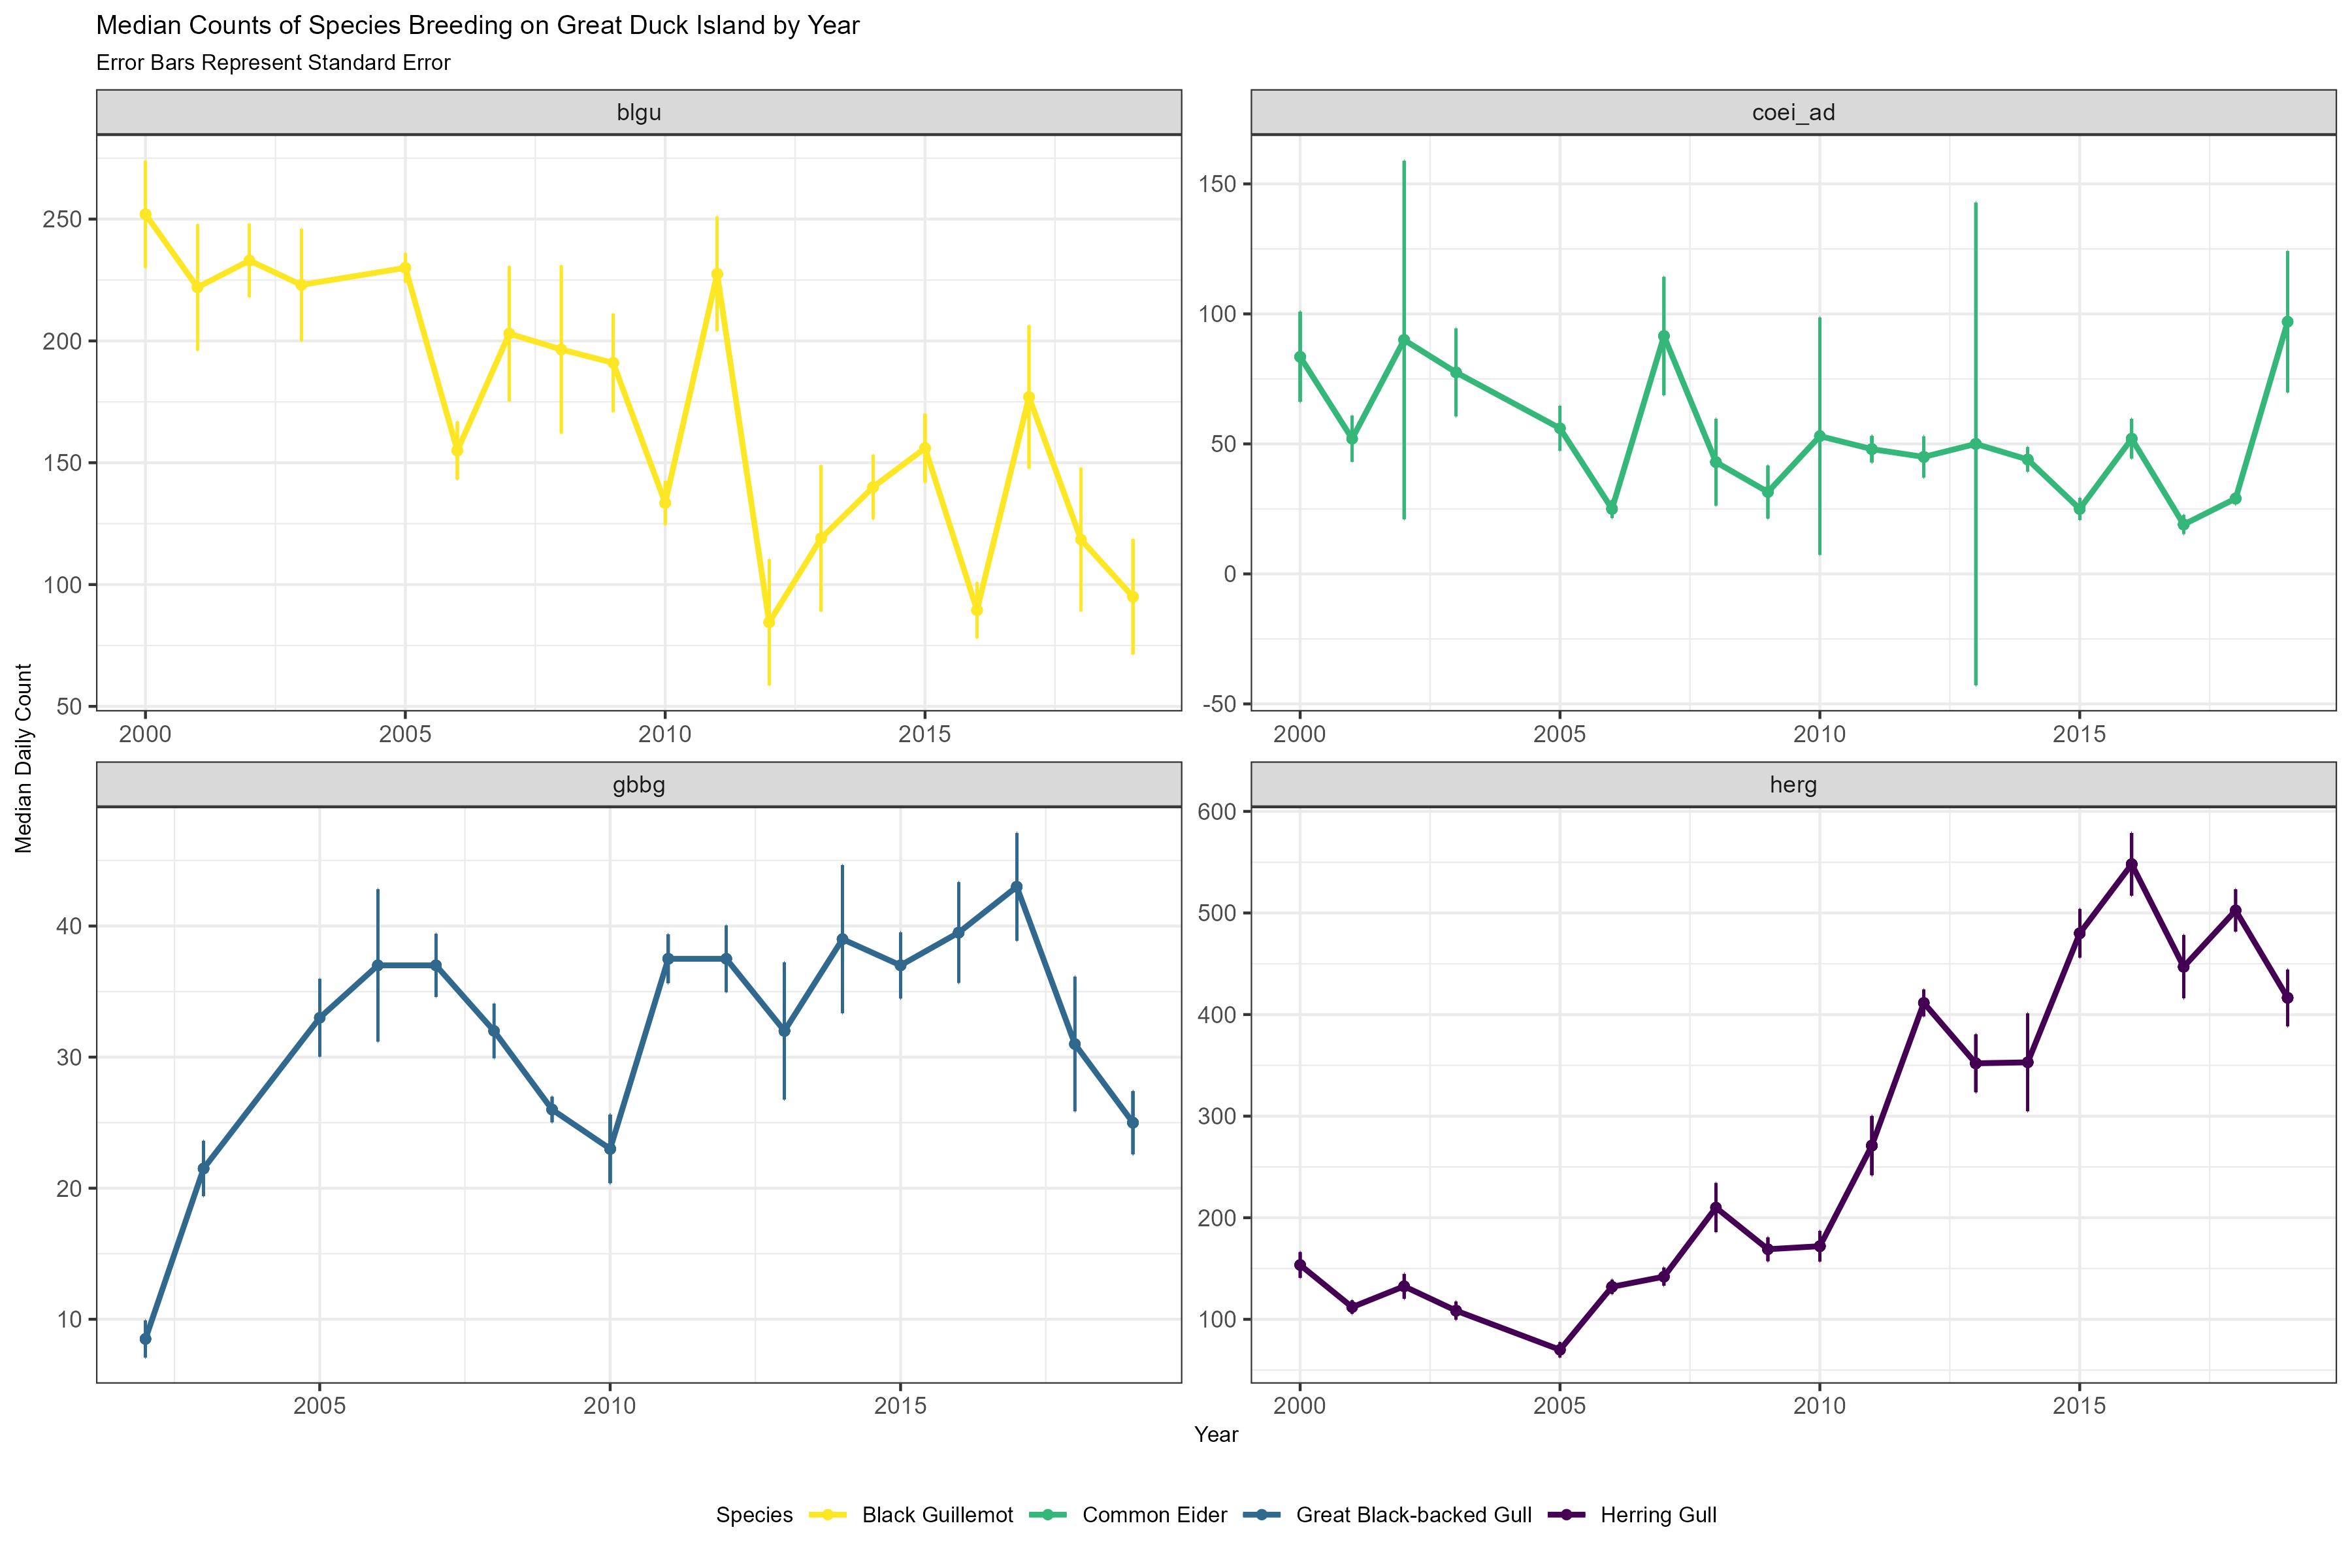 Median Counts of Species Breeding on Great Duck Island by Year
Error Bars Represent Standard Error
blgu
250
200
150
100
50
2000 2005 2010 2015
coei_ad
150
100
50
0
-50
2000 2005 2010 2015
Median Daily Count
gbbg
40
30
20
10
2005 2010 2015
herg
600
500
400
300
200
100
2000 2005 2010 2015
Year
Species Black Guillemot Common Eider Great Black-backed Gull Herring Gull